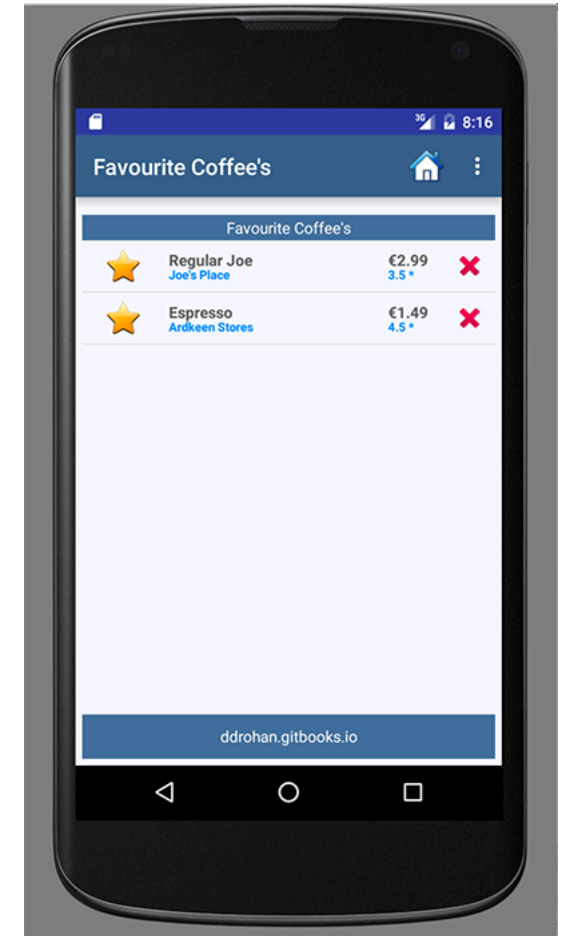 3G 8:16
Favourite Coffee's
Favourite Coffee's
Regular Joe €2.99
Joe's Place 3.5 *
Espresso €1.49
Ardkeen Stores 4.5 *
ddrohan.gitbooks.io